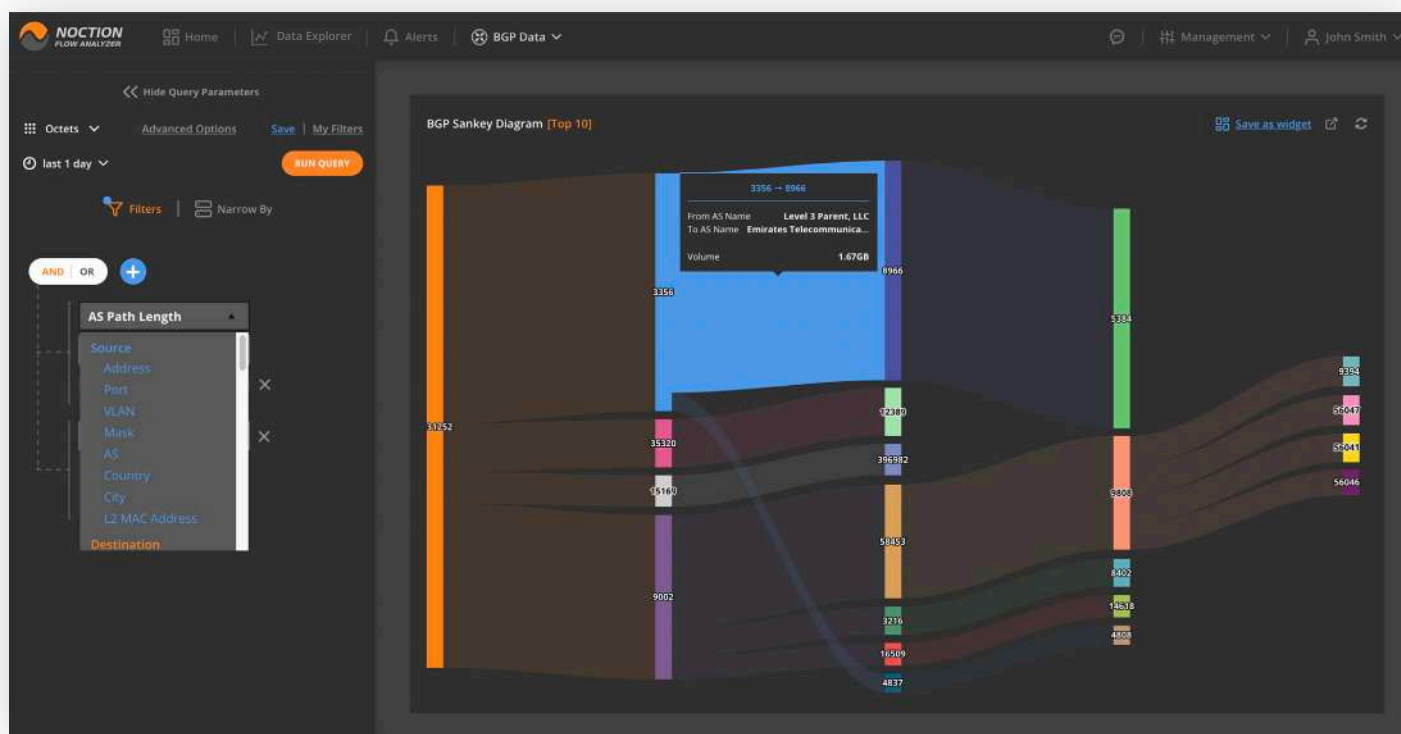 NOCTION
FLOW ANALYZER
Home
Data Explorer
Alerts
BGP Data
Management
John Smith
Hide Query Parameters
Octets
Advanced Options
Save | My Filters
last 1 day
RUN QUERY
Filters
Narrow By
AND | OR
AS Path Length
Source
Address
Port
VLAN
Mask
AS
Country
City
L2 MAC Address
Destination
BGP Sankey Diagram [Top 10]
Save as widget
3356 → 8966
From AS Name Level 3 Parent, LLC
To AS Name Emirates Telecommunica...
Volume 1.67GB
31252
3356
35320
15169
9002
8966
12389
396982
58453
3216
16509
4837
5384
9808
8402
14618
4808
9394
56047
56041
56046